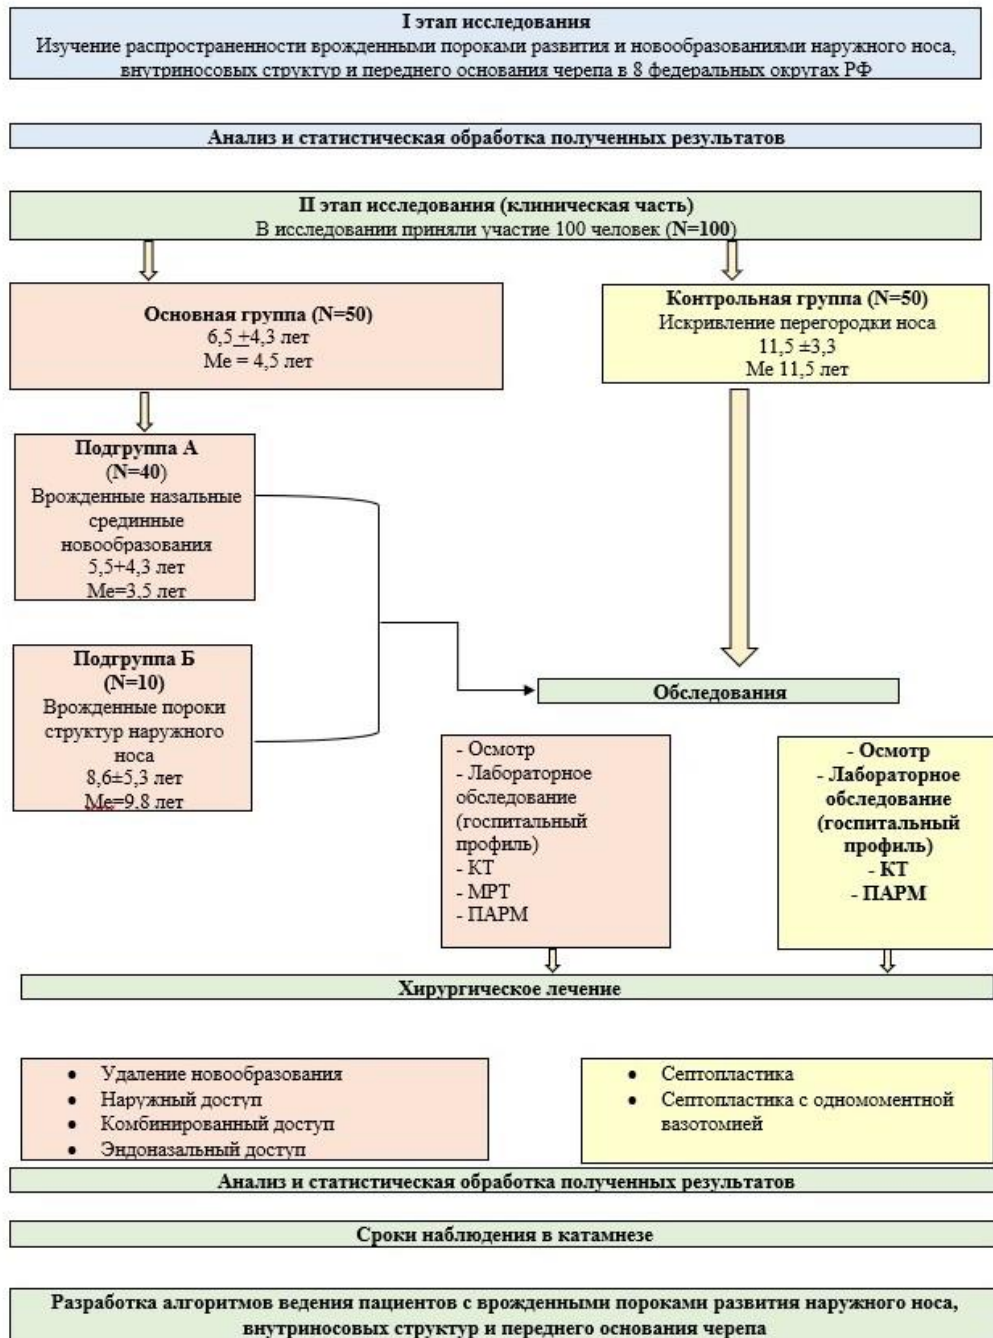 I этап исследования
Изучение распространенности врожденными пороками развития и новообразованиями наружного носа,
внутриносовых структур и переднего основания черепа в 8 федеральных округах РФ
Анализ и статистическая обработка полученных результатов
II этап исследования (клиническая часть)
В исследовании приняли участие 100 человек (N=100)
Основная группа (N=50)
6,5 ±4,3 лет
Ме = 4,5 лет
Контрольная группа (N=50)
Искривление перегородки носа
11,5 ±3,3
Ме 11,5 лет
Подгруппа А
(N=40)
Врожденные назальные
срединные
новообразования
5,5+4,3 лет
Ме=3,5 лет
Подгруппа Б
(N=10)
Врожденные пороки
структур наружного
носа
8,6±5,3 лет
Ме=9,8 лет
Обследования
- Осмотр
- Лабораторное
обследование
(госпитальный
профиль)
- КТ
- МРТ
- ПАРМ
- Осмотр
- Лабораторное
обследование
(госпитальный
профиль)
- КТ
- ПАРМ
Хирургическое лечение
• Удаление новообразования
• Наружный доступ
• Комбинированный доступ
• Эндоназальный доступ
• Септопластика
• Септопластика с одномоментной
вазотомией
Анализ и статистическая обработка полученных результатов
Сроки наблюдения в катамнезе
Разработка алгоритмов ведения пациентов с врожденными пороками развития наружного носа,
внутриносовых структур и переднего основания черепа